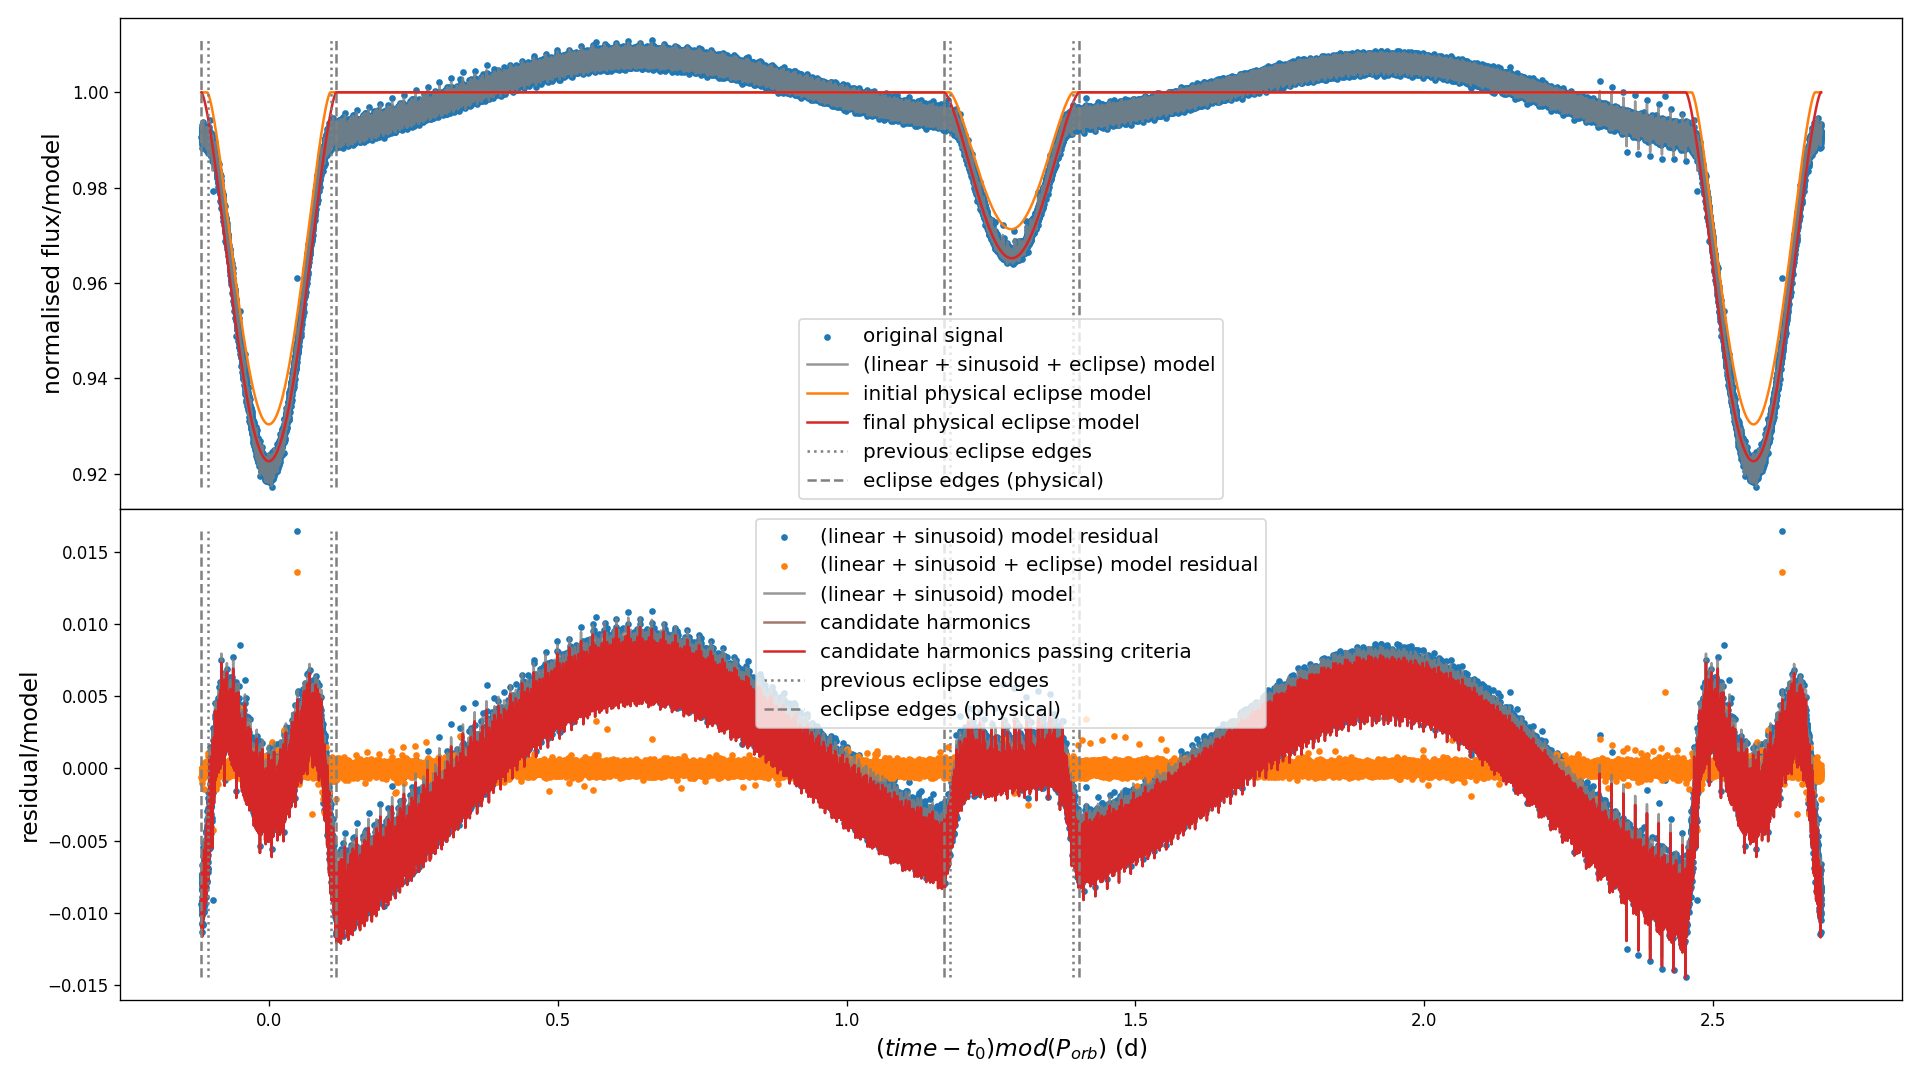 1.00
0.98
0.96
0.94
0.92
normalised flux/model
original signal
(linear + sinusoid + eclipse) model
initial physical eclipse model
final physical eclipse model
previous eclipse edges
eclipse edges (physical)
0.015
0.010
0.005
0.000
−0.005
−0.010
−0.015
residual/model
(linear + sinusoid) model residual
(linear + sinusoid + eclipse) model residual
(linear + sinusoid) model
candidate harmonics
candidate harmonics passing criteria
previous eclipse edges
eclipse edges (physical)
0.0 0.5 1.0 1.5 2.0 2.5
(time − t0)mod(Porb) (d)